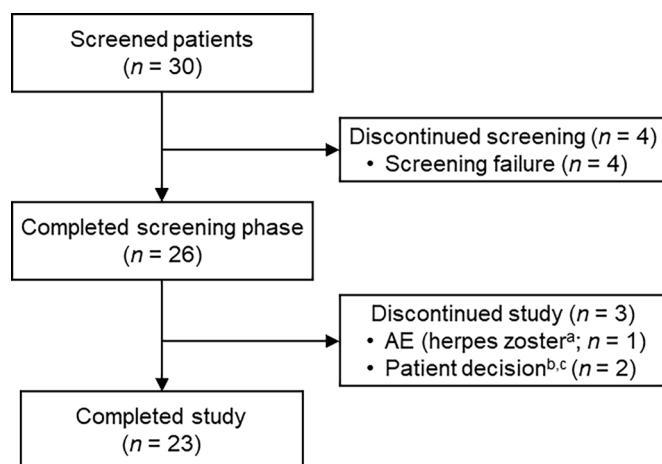 Screened patients
(n = 30)
Discontinued screening (n = 4)
• Screening failure (n = 4)
Completed screening phase
(n = 26)
Discontinued study (n = 3)
• AE (herpes zosterᵃ; n = 1)
• Patient decisionᵇ,ᶜ (n = 2)
Completed study
(n = 23)